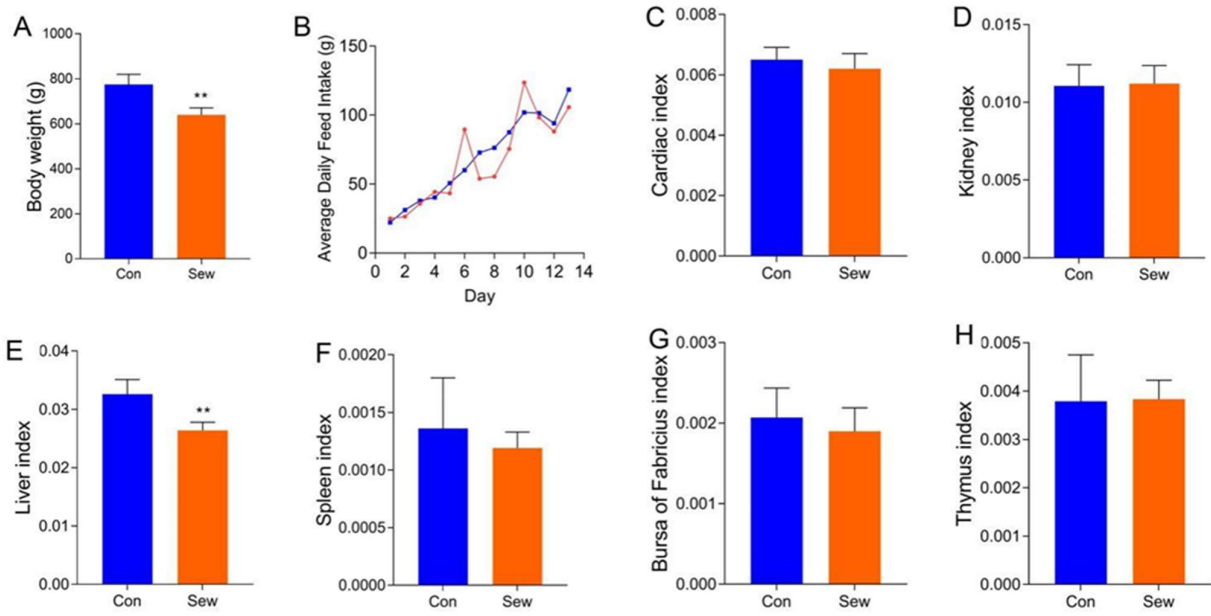 A
Body weight (g)
1000
800
600
400
200
0
**
Con
Sew
B
Average Daily Feed Intake (g)
150
100
50
0
0
2
4
6
8
10
12
14
Day
C
Cardiac index
0.008
0.006
0.004
0.002
0.000
Con
Sew
D
Kidney index
0.015
0.010
0.005
0.000
Con
Sew
E
Liver index
0.04
0.03
0.02
0.01
0.00
**
Con
Sew
F
Spleen index
0.0020
0.0015
0.0010
0.0005
0.0000
Con
Sew
G
Bursa of Fabricius index
0.003
0.002
0.001
0.000
Con
Sew
H
Thymus index
0.005
0.004
0.003
0.002
0.001
0.000
Con
Sew